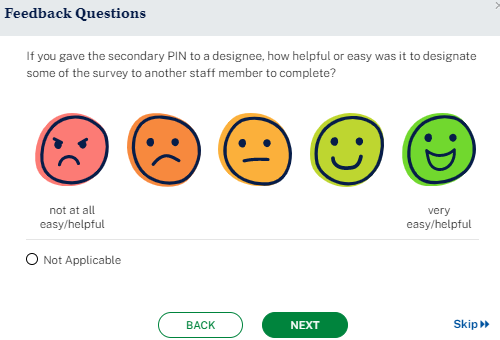 Feedback Questions
If you gave the secondary PIN to a designee, how helpful or easy was it to designate
some of the survey to another staff member to complete?
not at all
easy/helpful
very
easy/helpful
Not Applicable
BACK
NEXT
Skip